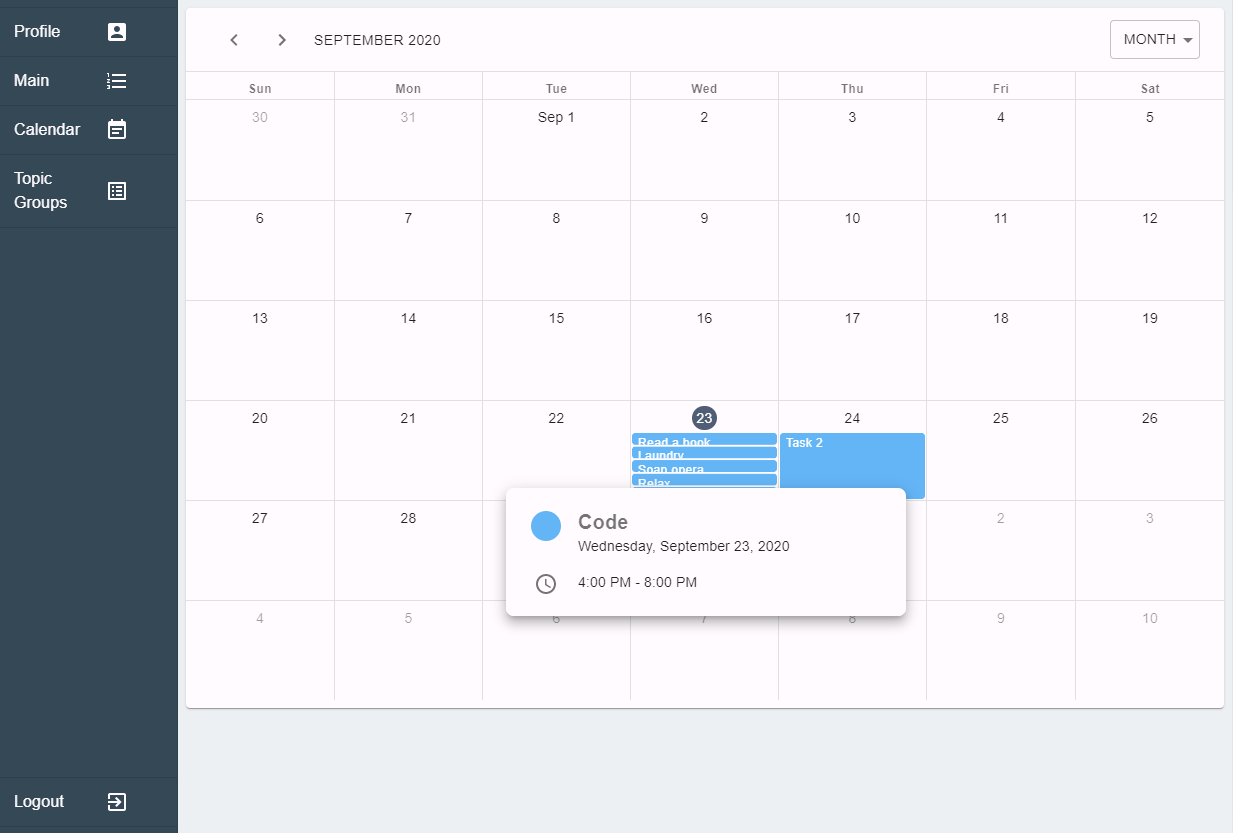 Profile
Main
Calendar
Topic
Groups
Logout
SEPTEMBER 2020
MONTH
Sun Mon Tue Wed Thu Fri Sat
30 31 Sep 1 2 3 4 5
6 7 8 9 10 11 12
13 14 15 16 17 18 19
20 21 22 23 24 25 26
Read a book
Task 2
Laundry
Soap opera
Relax
27 28 2 3
Code
Wednesday, September 23, 2020
4:00 PM - 8:00 PM
4 5 6 7 8 9 10